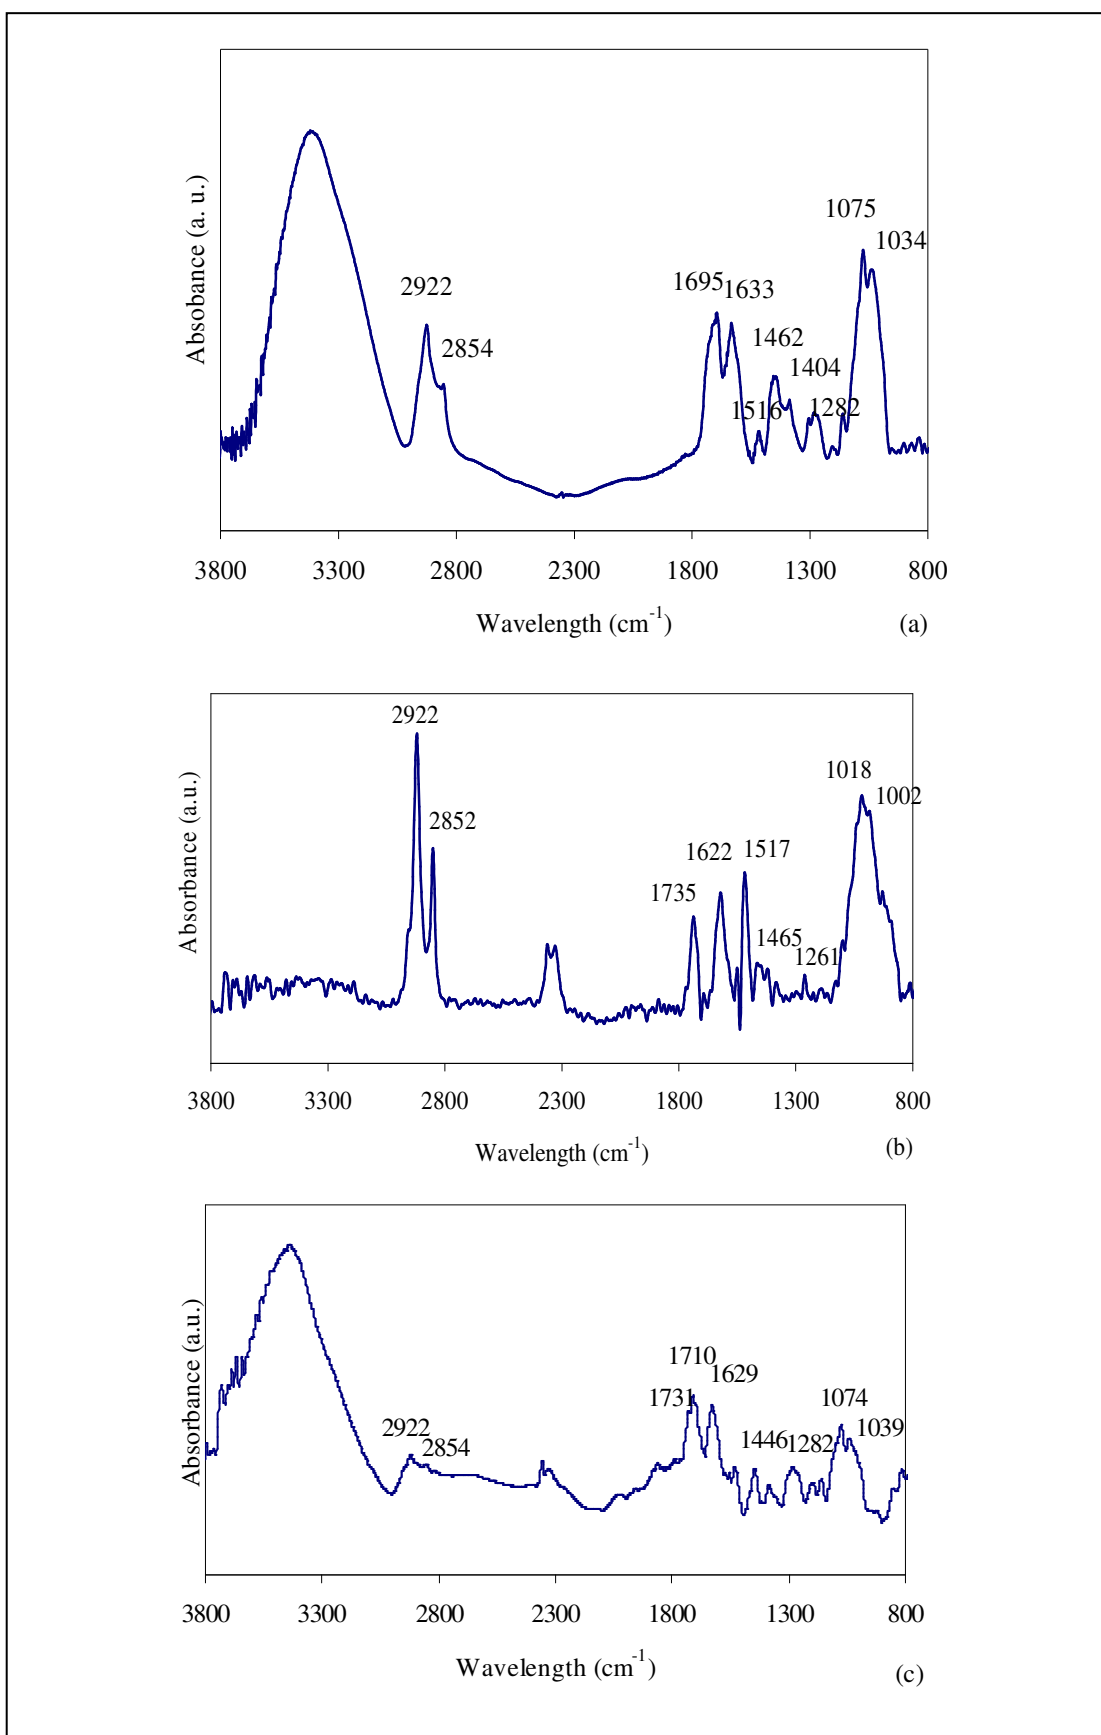 1075
1034
2922
1695 1633
2854
1462
1404
1516 1282
Absobance (a. u.)
3800 3300 2800 2300 1800 1300 800
Wavelength (cm-1) (a)
2922
1018
1002
2852
1622 1517
1735
1465
1261
Absorbance (a.u.)
3800 3300 2800 2300 1800 1300 800
Wavelength (cm-1) (b)
1710
1629
1731 1074
2922 1446 1282 1039
2854
Absorbance (a.u.)
3800 3300 2800 2300 1800 1300 800
Wavelength (cm-1) (c)